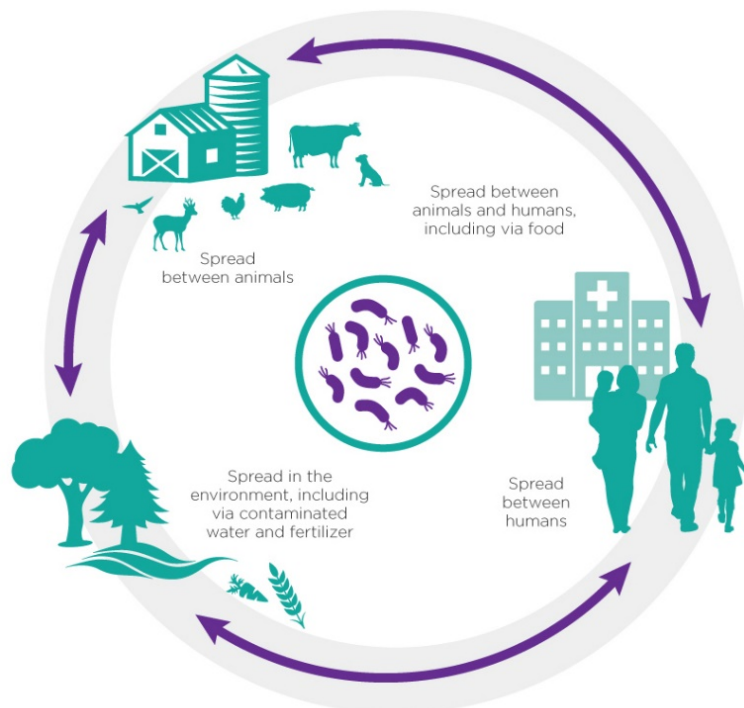 Spread between
animals and humans,
including via food
Spread
between animals
Spread in the
environment, including
via contaminated
water and fertilizer
Spread
between
humans